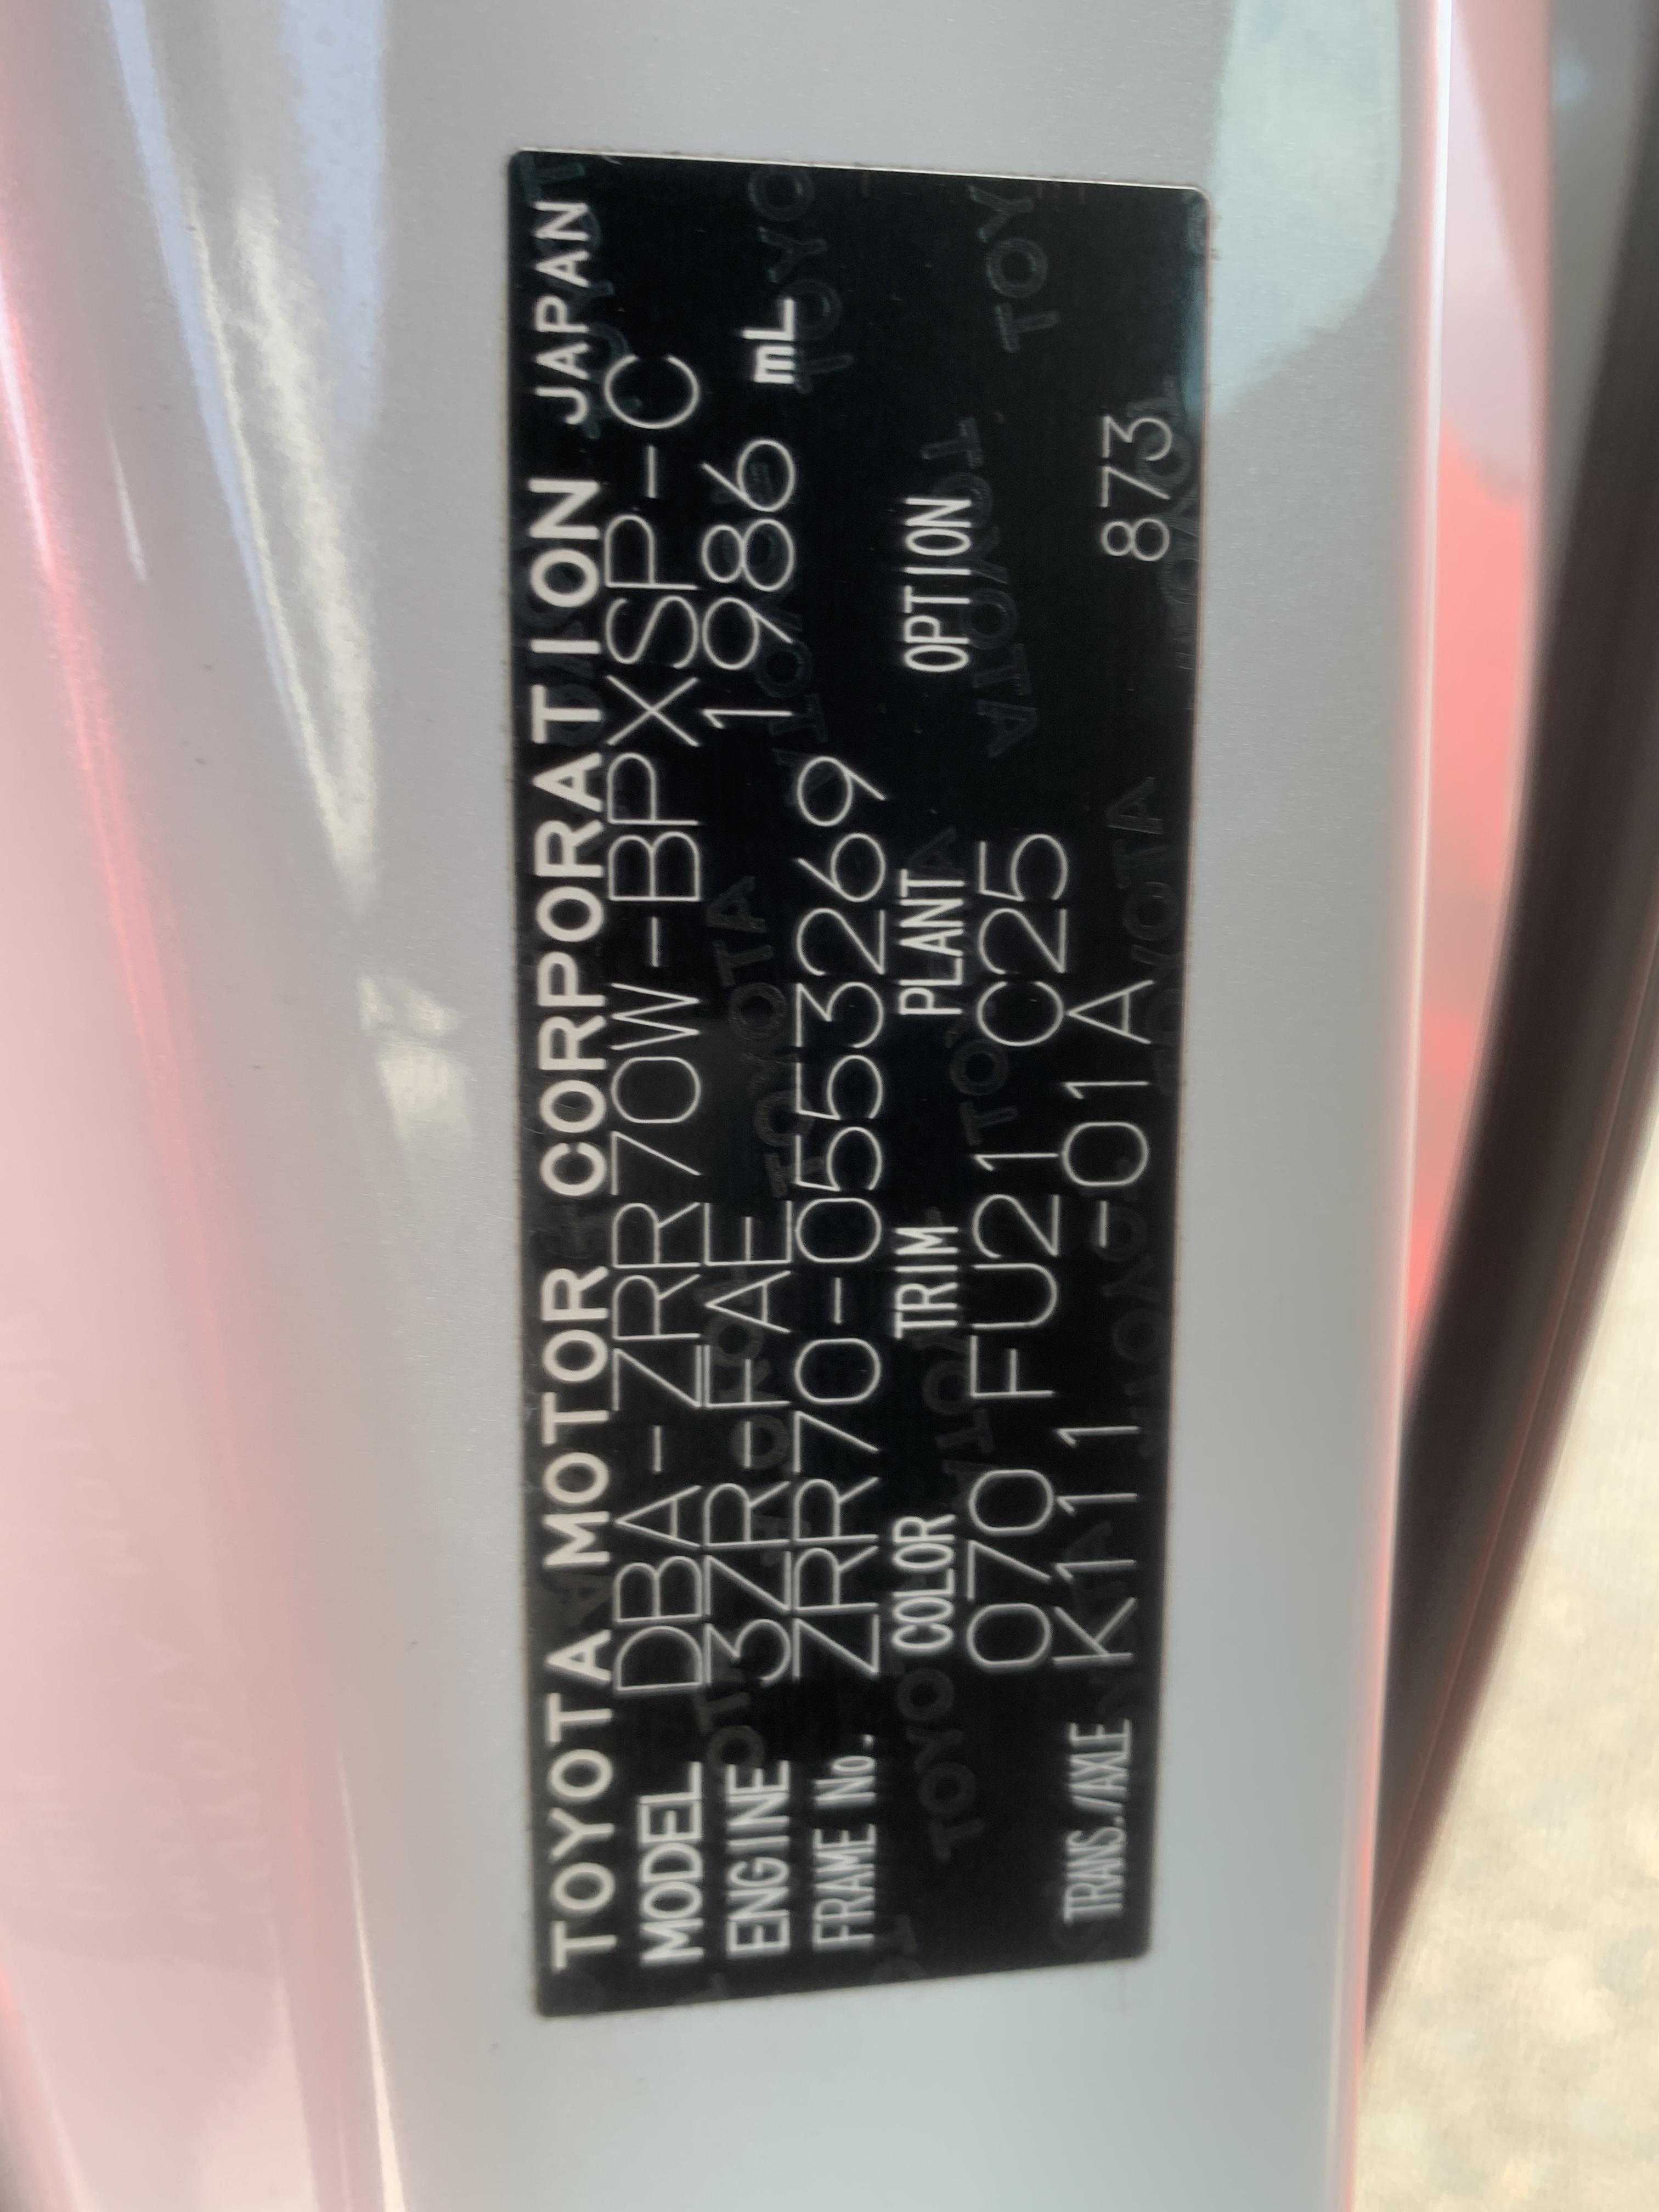 TOYOTA MOTOR CORPORATION JAPAN
MODEL DBA-ZRR70W-BPXSP-C
ENGINE 3ZR-FAE 1986 mL
FRAME No. ZRR70-0553269
COLOR TRIM PLANT OPTION
070 FU21 C25
TRANS./AXLE K111 -01A 873